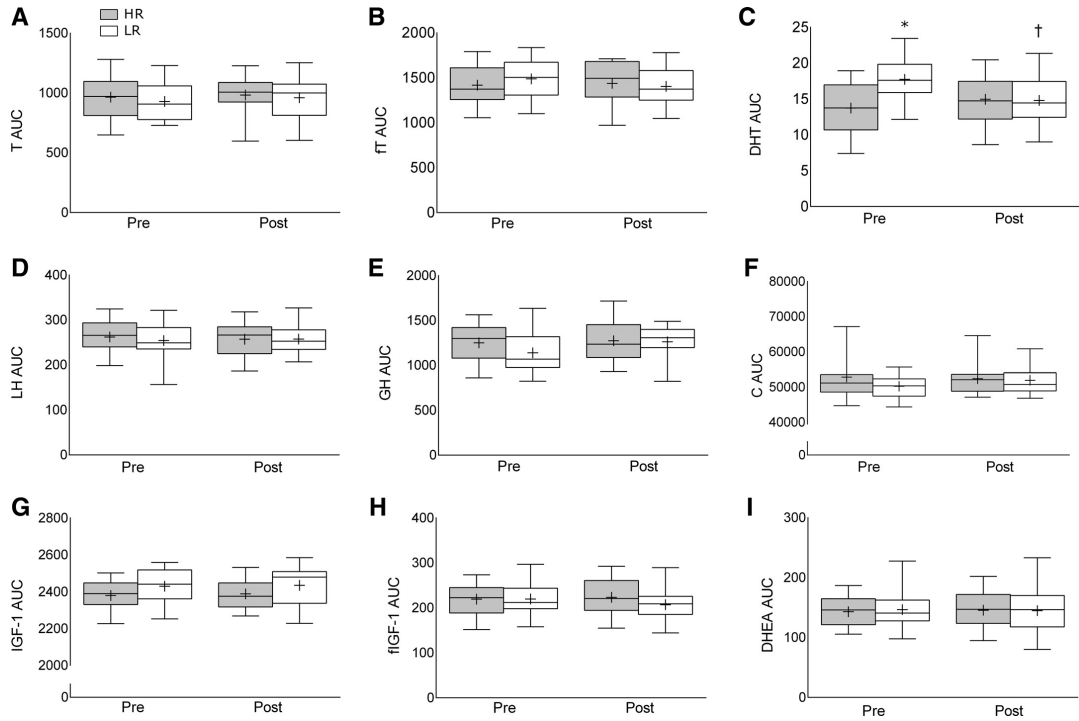 A
HR
LR
1500
1000
500
0
T AUC
Pre
Post
B
2000
1500
1000
500
0
fT AUC
Pre
Post
C
25
20
15
10
5
0
DHT AUC
*
†
Pre
Post
D
400
300
200
100
0
LH AUC
Pre
Post
E
2000
1500
1000
500
0
GH AUC
Pre
Post
F
80000
70000
60000
50000
40000
0
C AUC
Pre
Post
G
2800
2600
2400
2200
2000
0
IGF-1 AUC
Pre
Post
H
400
300
200
100
0
fIGF-1 AUC
Pre
Post
I
300
200
100
0
DHEA AUC
Pre
Post